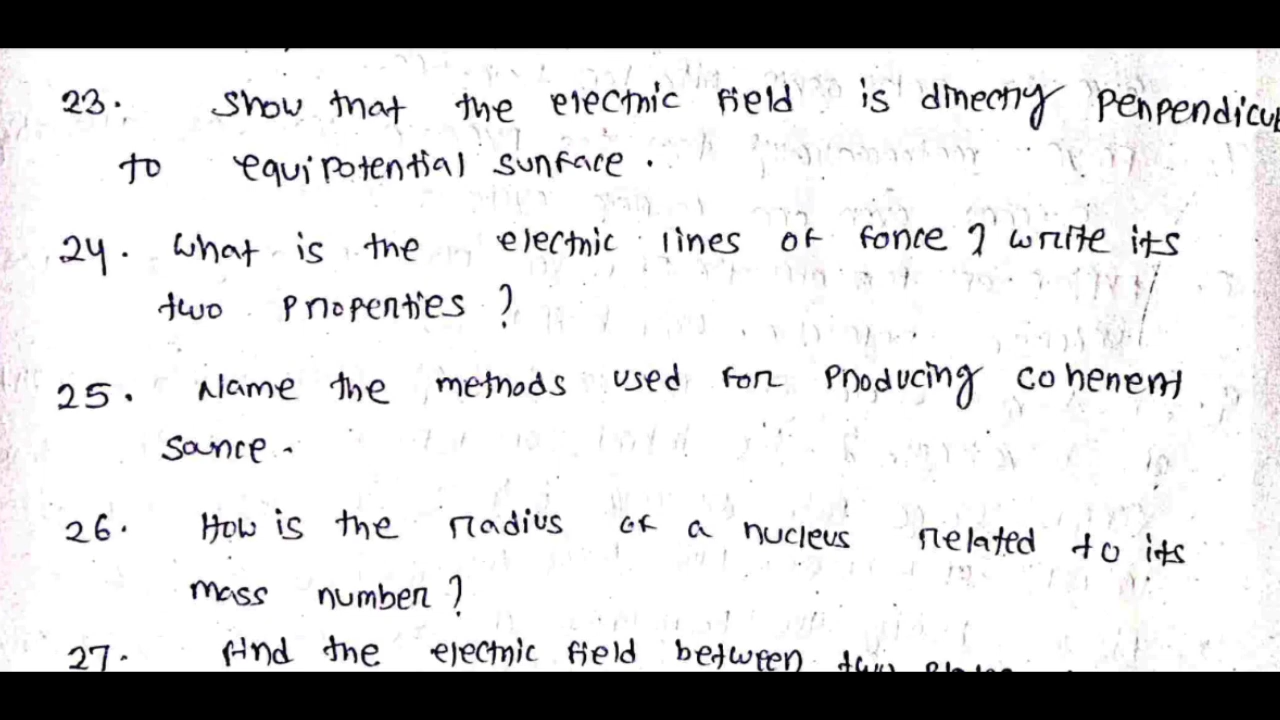 23. Show that the electric field is directly perpendicul
to equipotential surface.
24. What is the electric lines of force? write its
two properties?
25. Name the methods used for producing coherent
source.
26. How is the radius of a nucleus related to its
mass number?
27. find the electric field between two